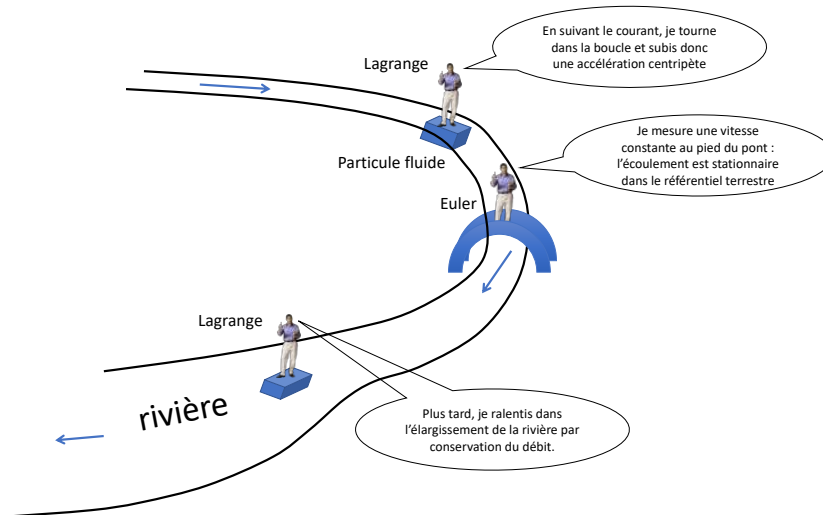 En suivant le courant, je tourne
dans la boucle et subis donc
une accélération centripète
Lagrange
Je mesure une vitesse
constante au pied du pont :
l'écoulement est stationnaire
dans le référentiel terrestre
Particule fluide
Euler
Lagrange
rivière
Plus tard, je ralentis dans
l'élargissement de la rivière par
conservation du débit.